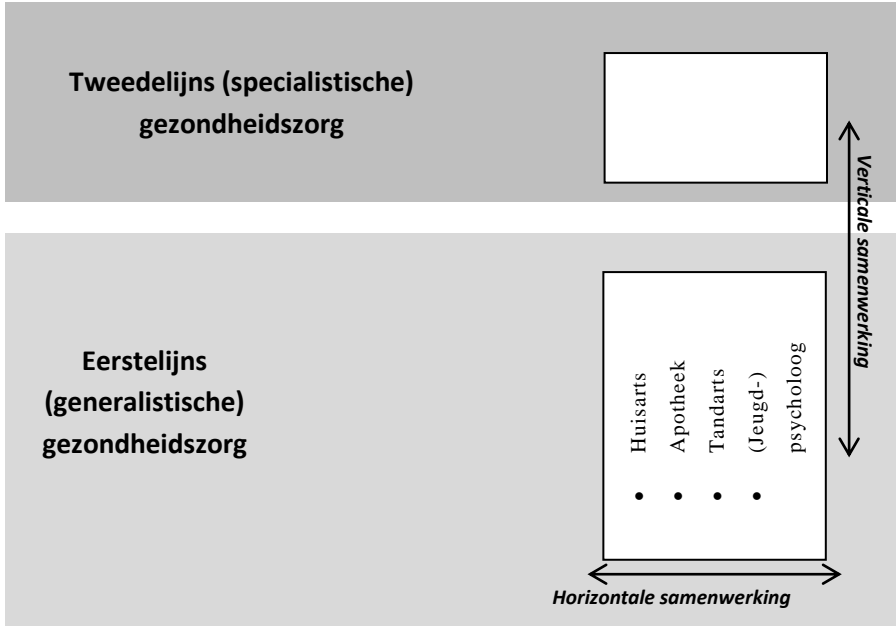 Tweedelijns (specialistische)
gezondheidszorg
Verticale samenwerking
Eerstelijns
(generalistische)
gezondheidszorg
• Huisarts
• Apotheek
• Tandarts
• (Jeugd-)
psycholoog
Horizontale samenwerking